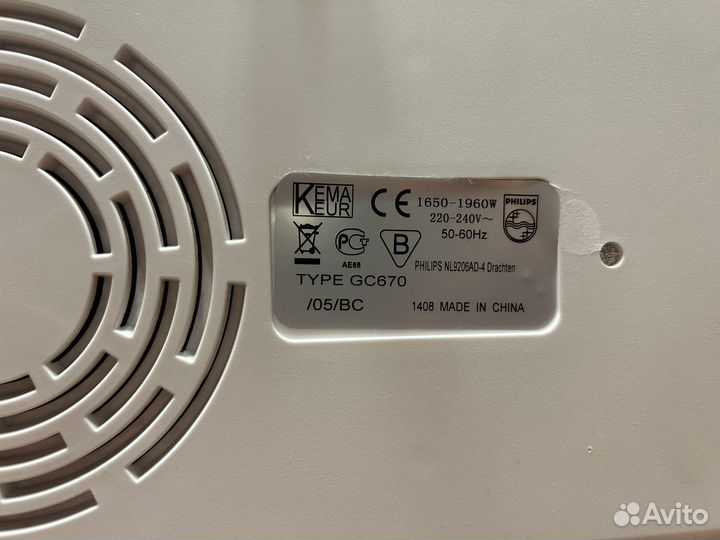 KEMA
KEUR
CE
1650-1960W
220-240V~
50-60Hz
PHILIPS
PCT
AE68
B
PHILIPS NL9206AD-4 Drachten
TYPE GC670
/05/BC
1408 MADE IN CHINA
Avito